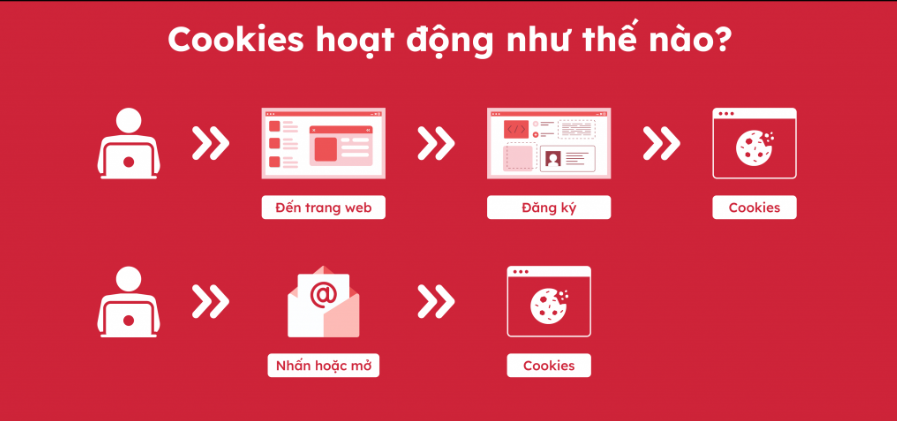 Cookies hoạt động như thế nào?
Đến trang web
Đăng ký
Cookies
Nhấn hoặc mở
Cookies